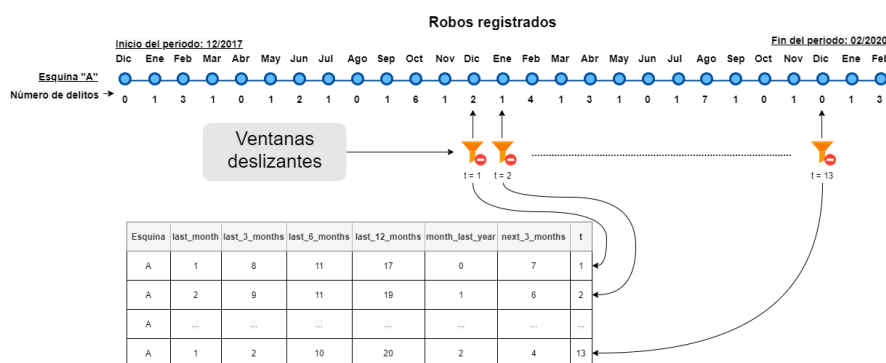 Robos registrados
Inicio del periodo: 12/2017
Fin del periodo: 02/2020
Dic Ene Feb Mar Abr May Jun Jul Ago Sep Oct Nov Dic Ene Feb Mar Abr May Jun Jul Ago Sep Oct Nov Dic Ene Feb
Esquina "A"
Número de delitos 0 1 3 1 0 1 2 1 0 1 6 1 2 1 4 1 3 1 0 1 7 1 0 1 0 1 3
Ventanas
deslizantes
t = 1 t = 2 t = 13
Esquina last_month last_3_months last_6_months last_12_months month_last_year next_3_months t
A 1 8 11 17 0 7 1
A 2 9 11 19 1 6 2
A ... ... ... ... ... ... ...
A 1 2 10 20 2 4 13